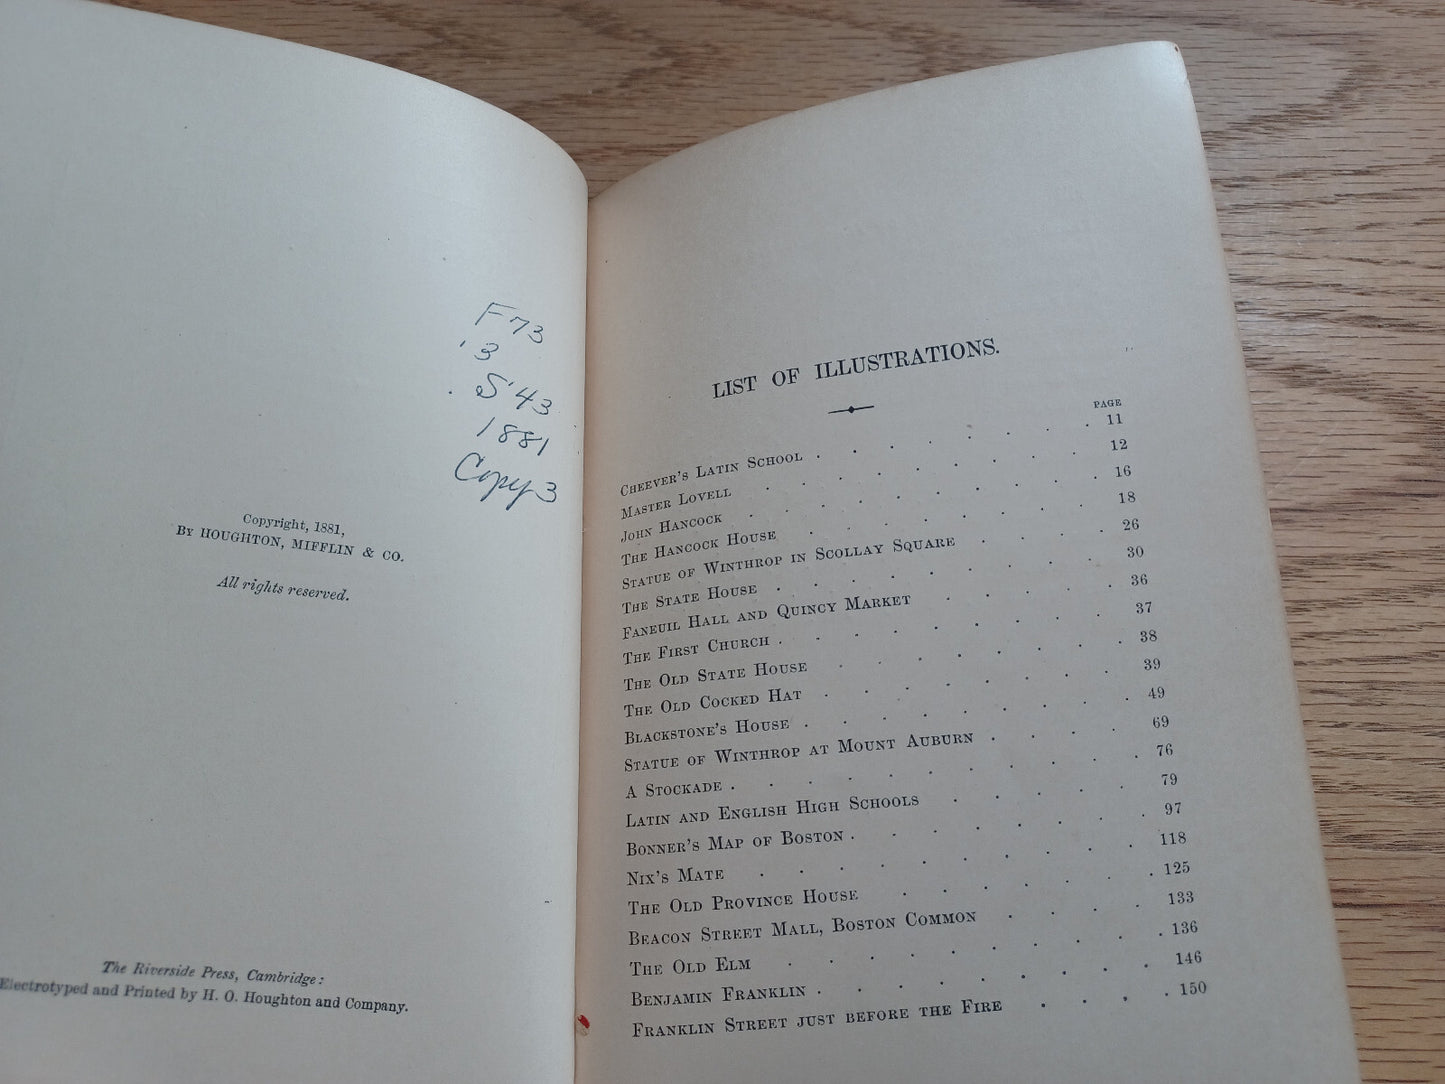 F73
.3
.S43
1881
Copy 3
Copyright, 1881,
By HOUGHTON, MIFFLIN & CO.
All rights reserved.
The Riverside Press, Cambridge:
Electrotyped and Printed by H. O. Houghton and Company.
LIST OF ILLUSTRATIONS.
PAGE
Cheever's Latin School . . . . . . . . 11
Master Lovell . . . . . . . . . 12
John Hancock . . . . . . . . . 16
The Hancock House . . . . . . . . 18
Statue of Winthrop in Scollay Square . . . . 26
The State House . . . . . . . . . 30
Faneuil Hall and Quincy Market . . . . . 36
The First Church . . . . . . . . . 37
The Old State House . . . . . . . . 38
The Old Cocked Hat . . . . . . . . 39
Blackstone's House . . . . . . . . . 49
Statue of Winthrop at Mount Auburn . . . . 69
A Stockade . . . . . . . . . . . 76
Latin and English High Schools . . . . . 79
Bonner's Map of Boston . . . . . . . . 97
Nix's Mate . . . . . . . . . . 118
The Old Province House . . . . . . . 125
Beacon Street Mall, Boston Common . . . . 133
The Old Elm . . . . . . . . . . 136
Benjamin Franklin . . . . . . . . . 146
Franklin Street just before the Fire . . . . 150